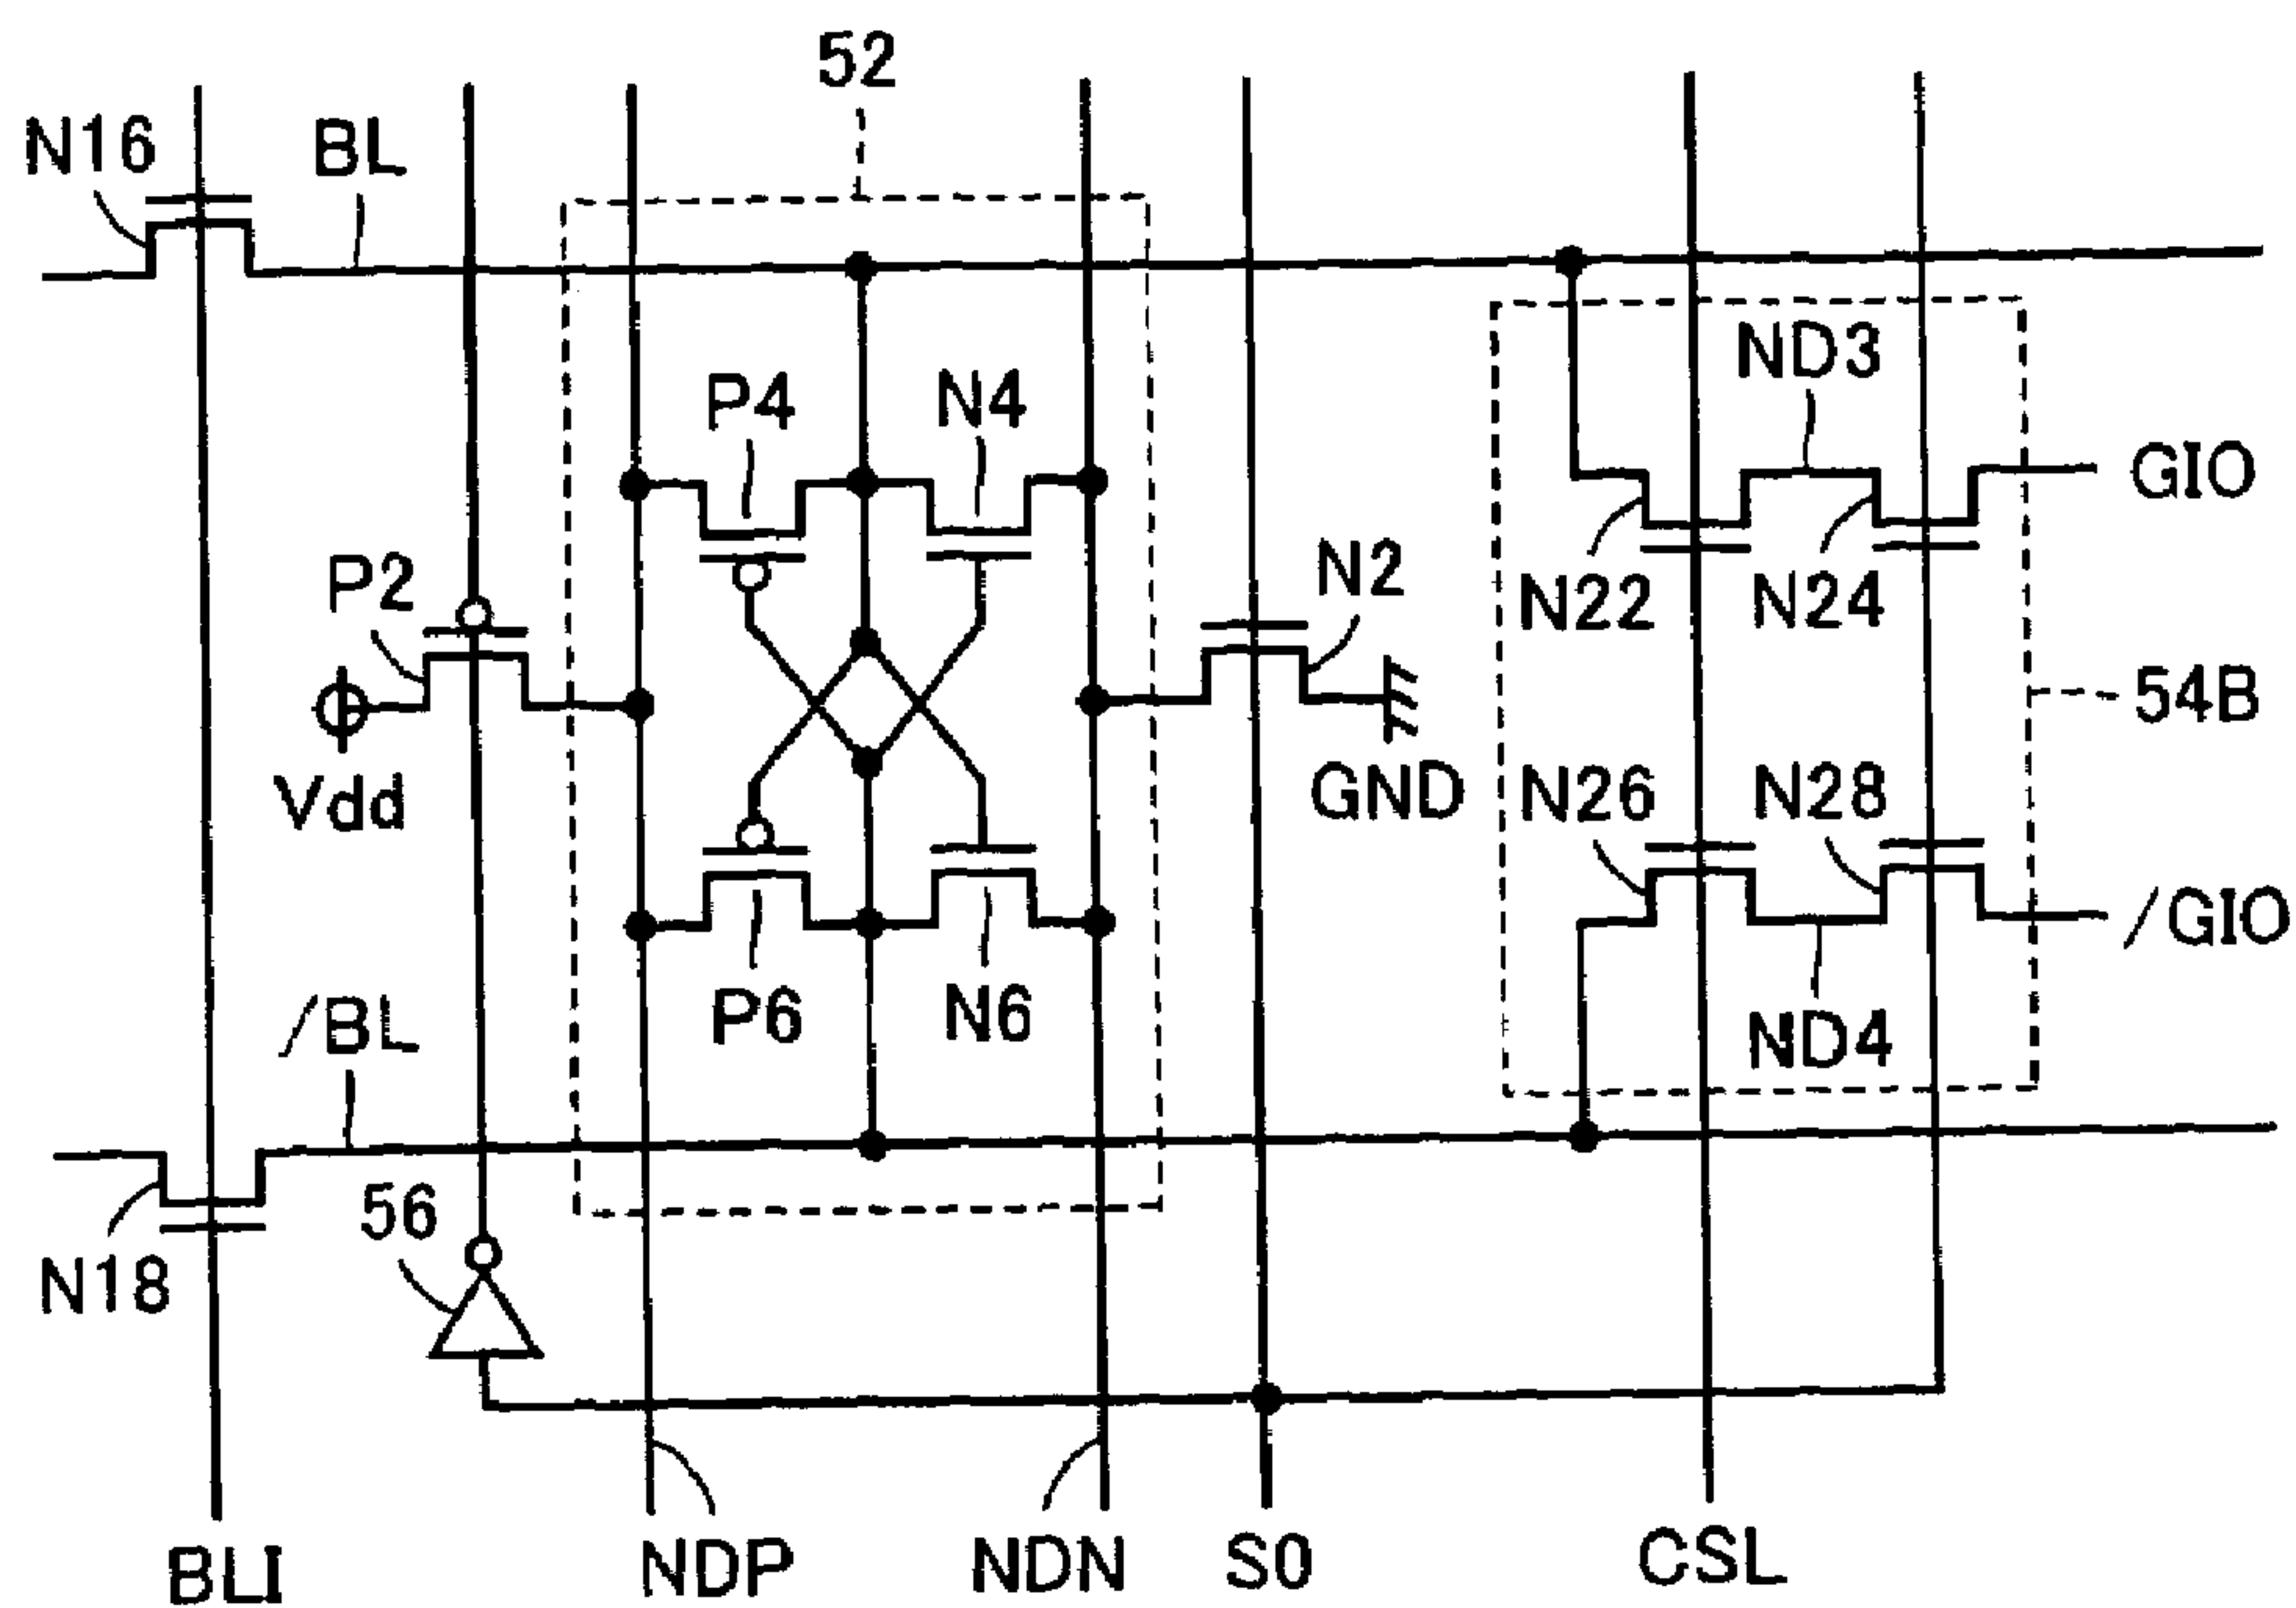 52
N16
BL
ND3
P4
N4
GIO
P2
N2
N22
N24
54B
Vdd
GND
N26
N28
/GIO
P6
N6
/BL
ND4
56
N18
BLI
NDP
NDN
S0
CSL